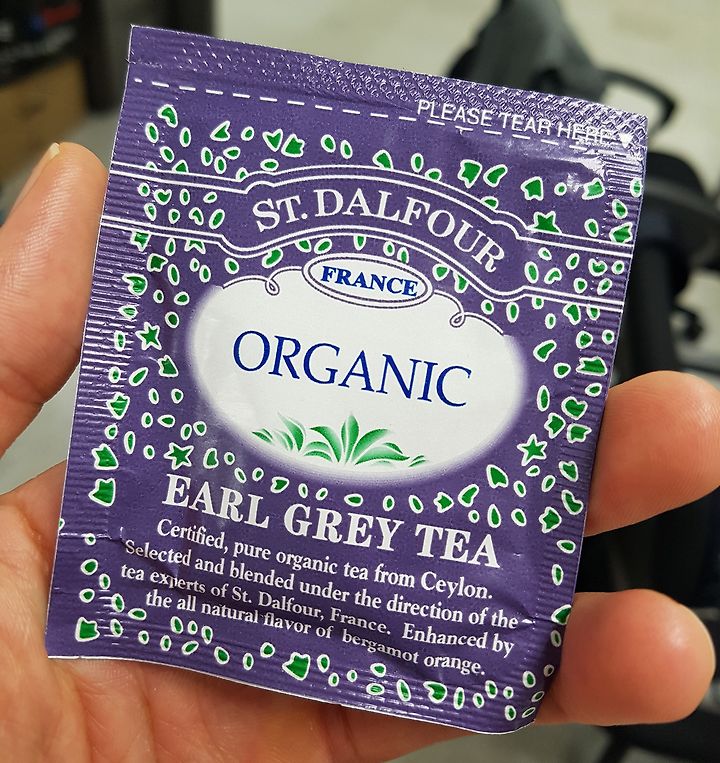 PLEASE TEAR HERE
ST. DALFOUR
FRANCE
ORGANIC
EARL GREY TEA
Certified, pure organic tea from Ceylon.
Selected and blended under the direction of the
tea experts of St. Dalfour, France. Enhanced by
the all natural flavor of bergamot orange.